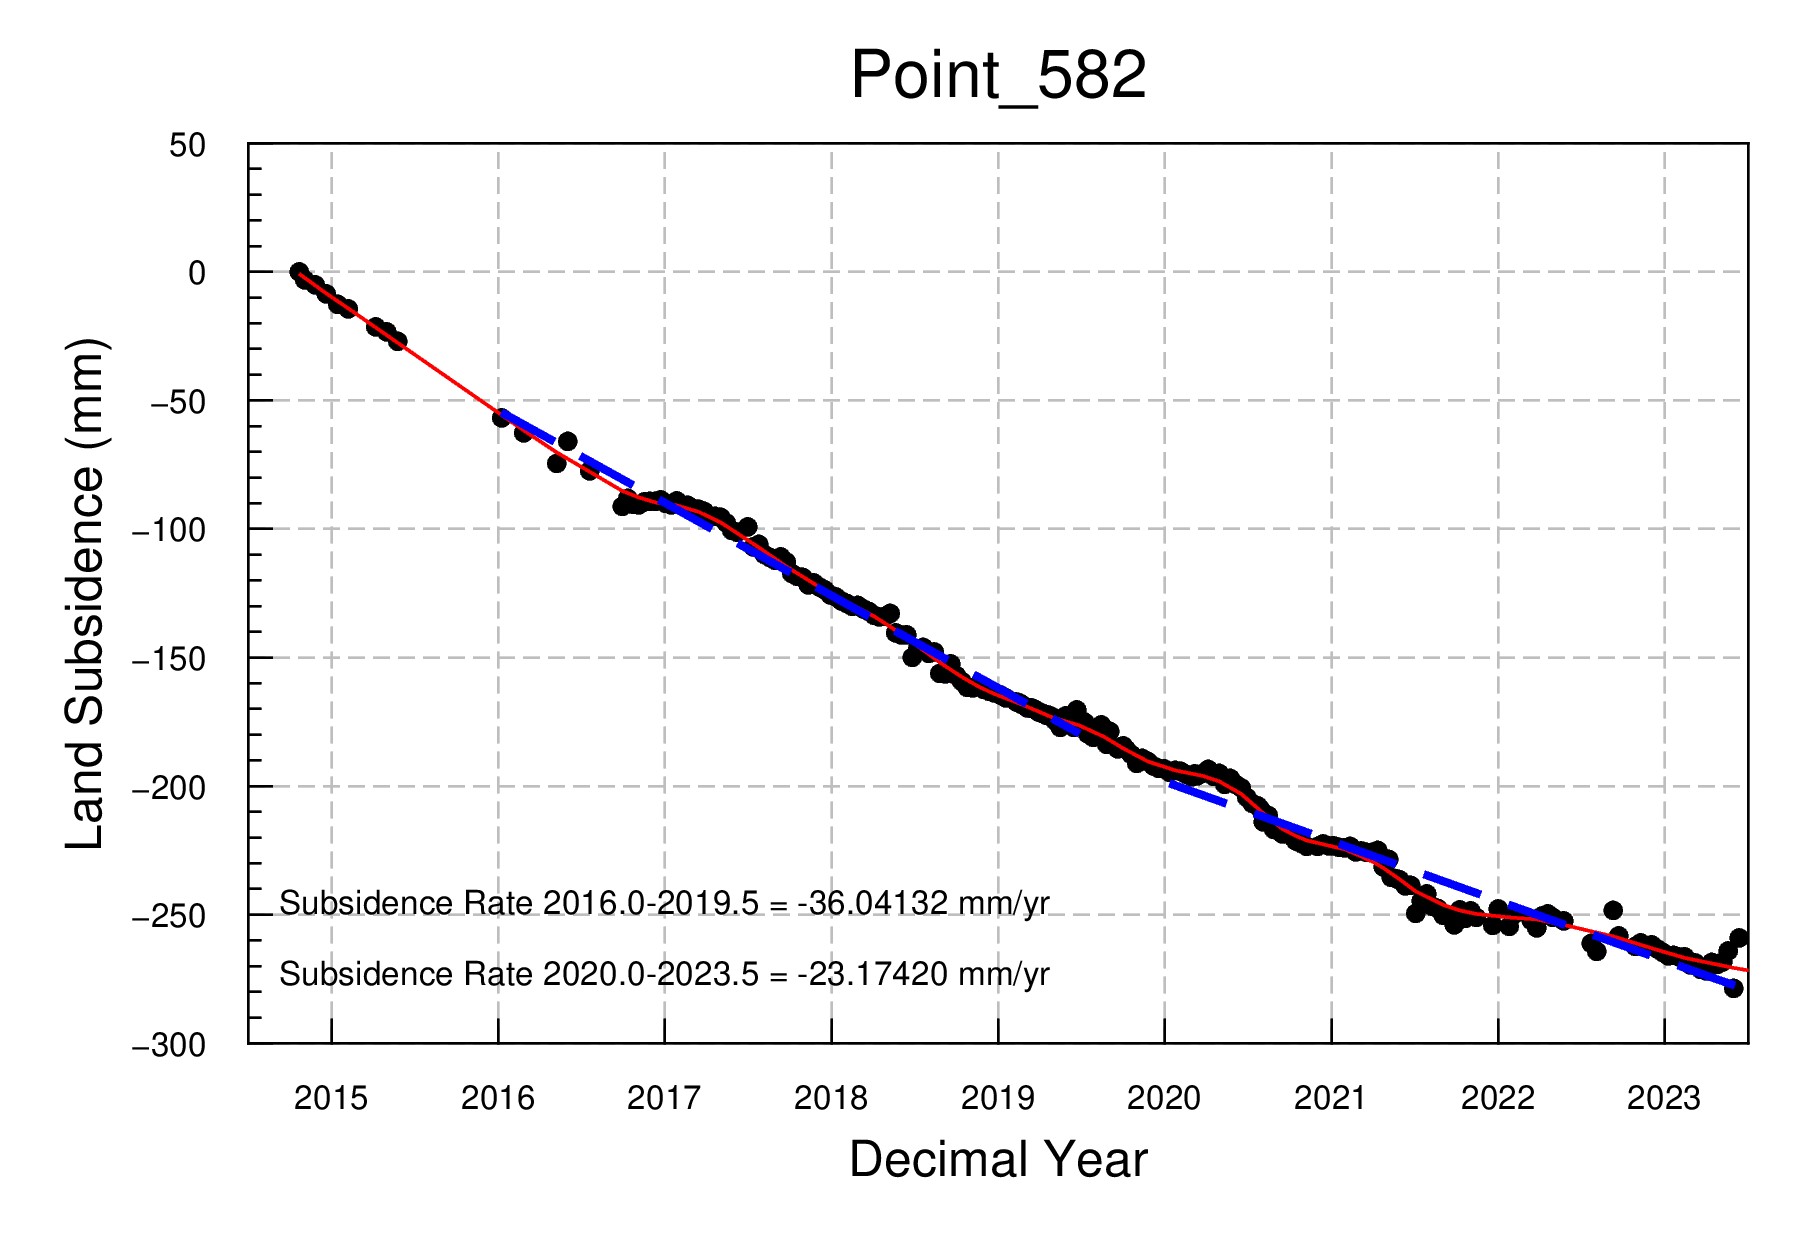 Point_582
50
0
−50
−100
−150
−200
−250
−300
Land Subsidence (mm)
Subsidence Rate 2016.0-2019.5 = -36.04132 mm/yr
Subsidence Rate 2020.0-2023.5 = -23.17420 mm/yr
2015 2016 2017 2018 2019 2020 2021 2022 2023
Decimal Year